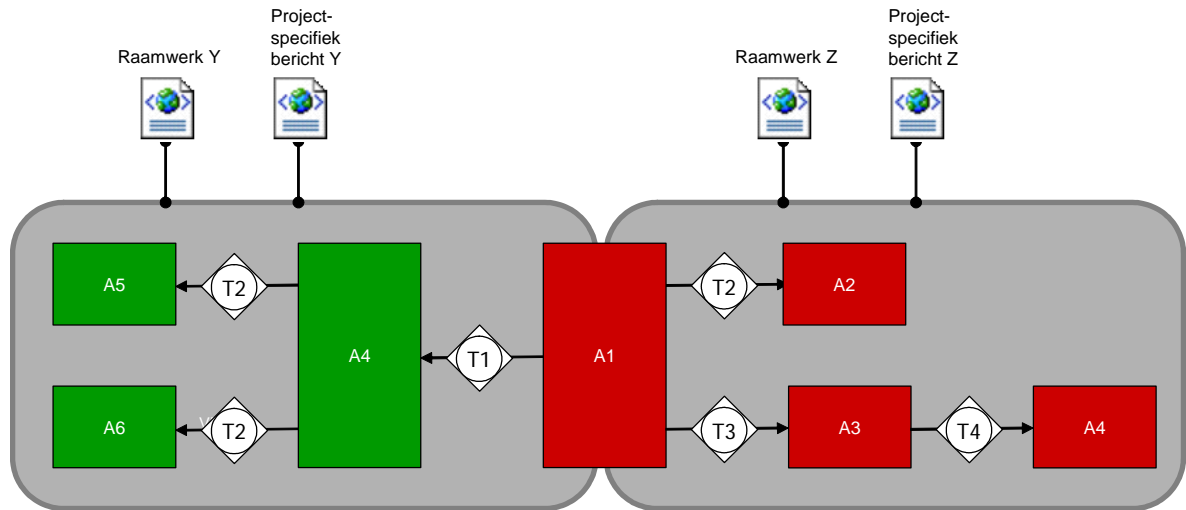 Project-
specifiek
bericht Y
Project-
specifiek
bericht Z
Raamwerk Y
Raamwerk Z
A5
T2
A4
T1
A1
T2
A2
A6
T2
T3
A3
T4
A4